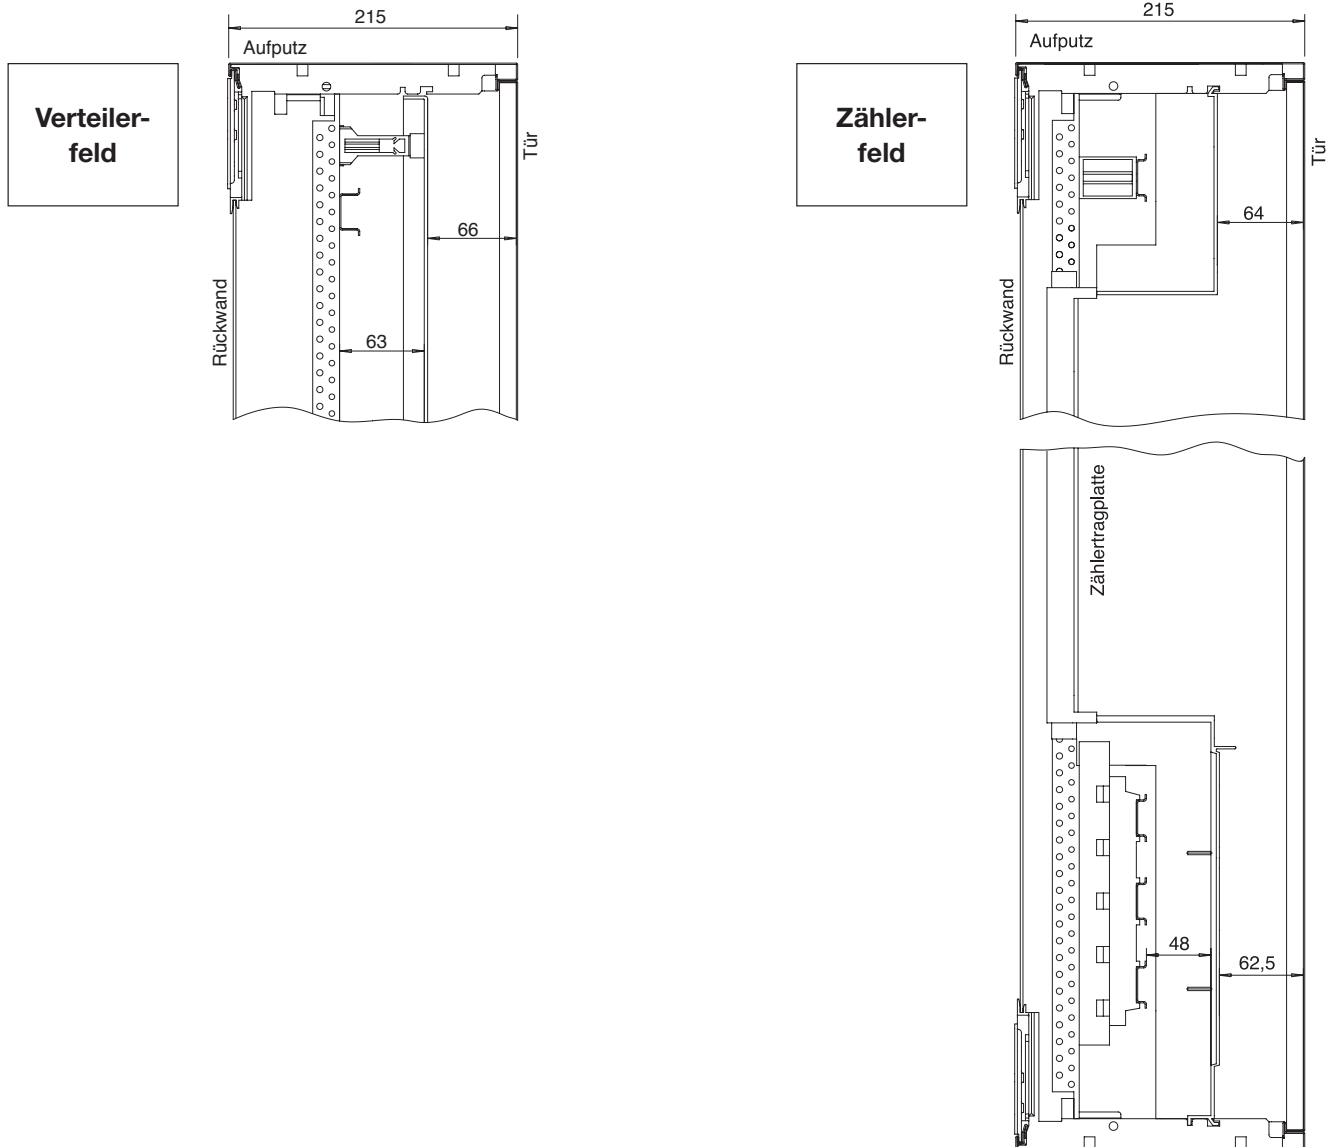 215
Aufputz
Verteiler-
feld
Tür
66
Rückwand
63
215
Aufputz
Zähler-
feld
Tür
64
Rückwand
Zählertragplatte
48
62,5